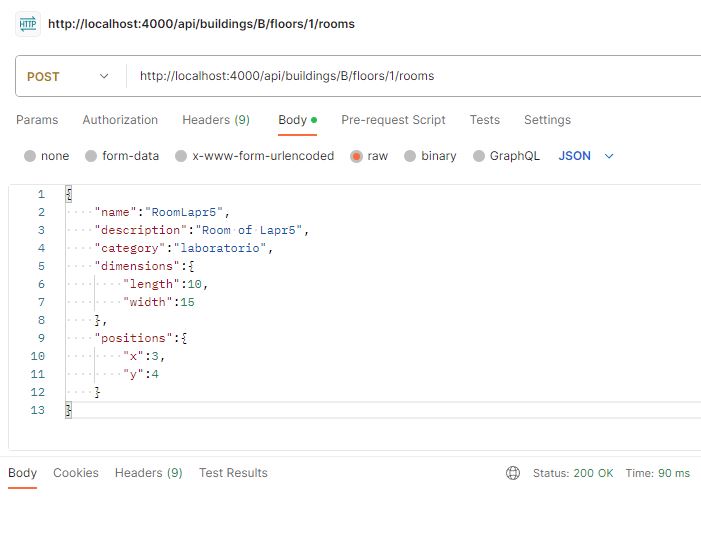 HTTP http://localhost:4000/api/buildings/B/floors/1/rooms
POST http://localhost:4000/api/buildings/B/floors/1/rooms
Params Authorization Headers (9) Body Pre-request Script Tests Settings
none form-data x-www-form-urlencoded raw binary GraphQL JSON
1 {
2 "name":"RoomLapr5",
3 "description":"Room of Lapr5",
4 "category":"laboratorio",
5 "dimensions":{
6 "length":10,
7 "width":15
8 },
9 "positions":{
10 "x":3,
11 "y":4
12 }
13 }
Body Cookies Headers (9) Test Results Status: 200 OK Time: 90 ms